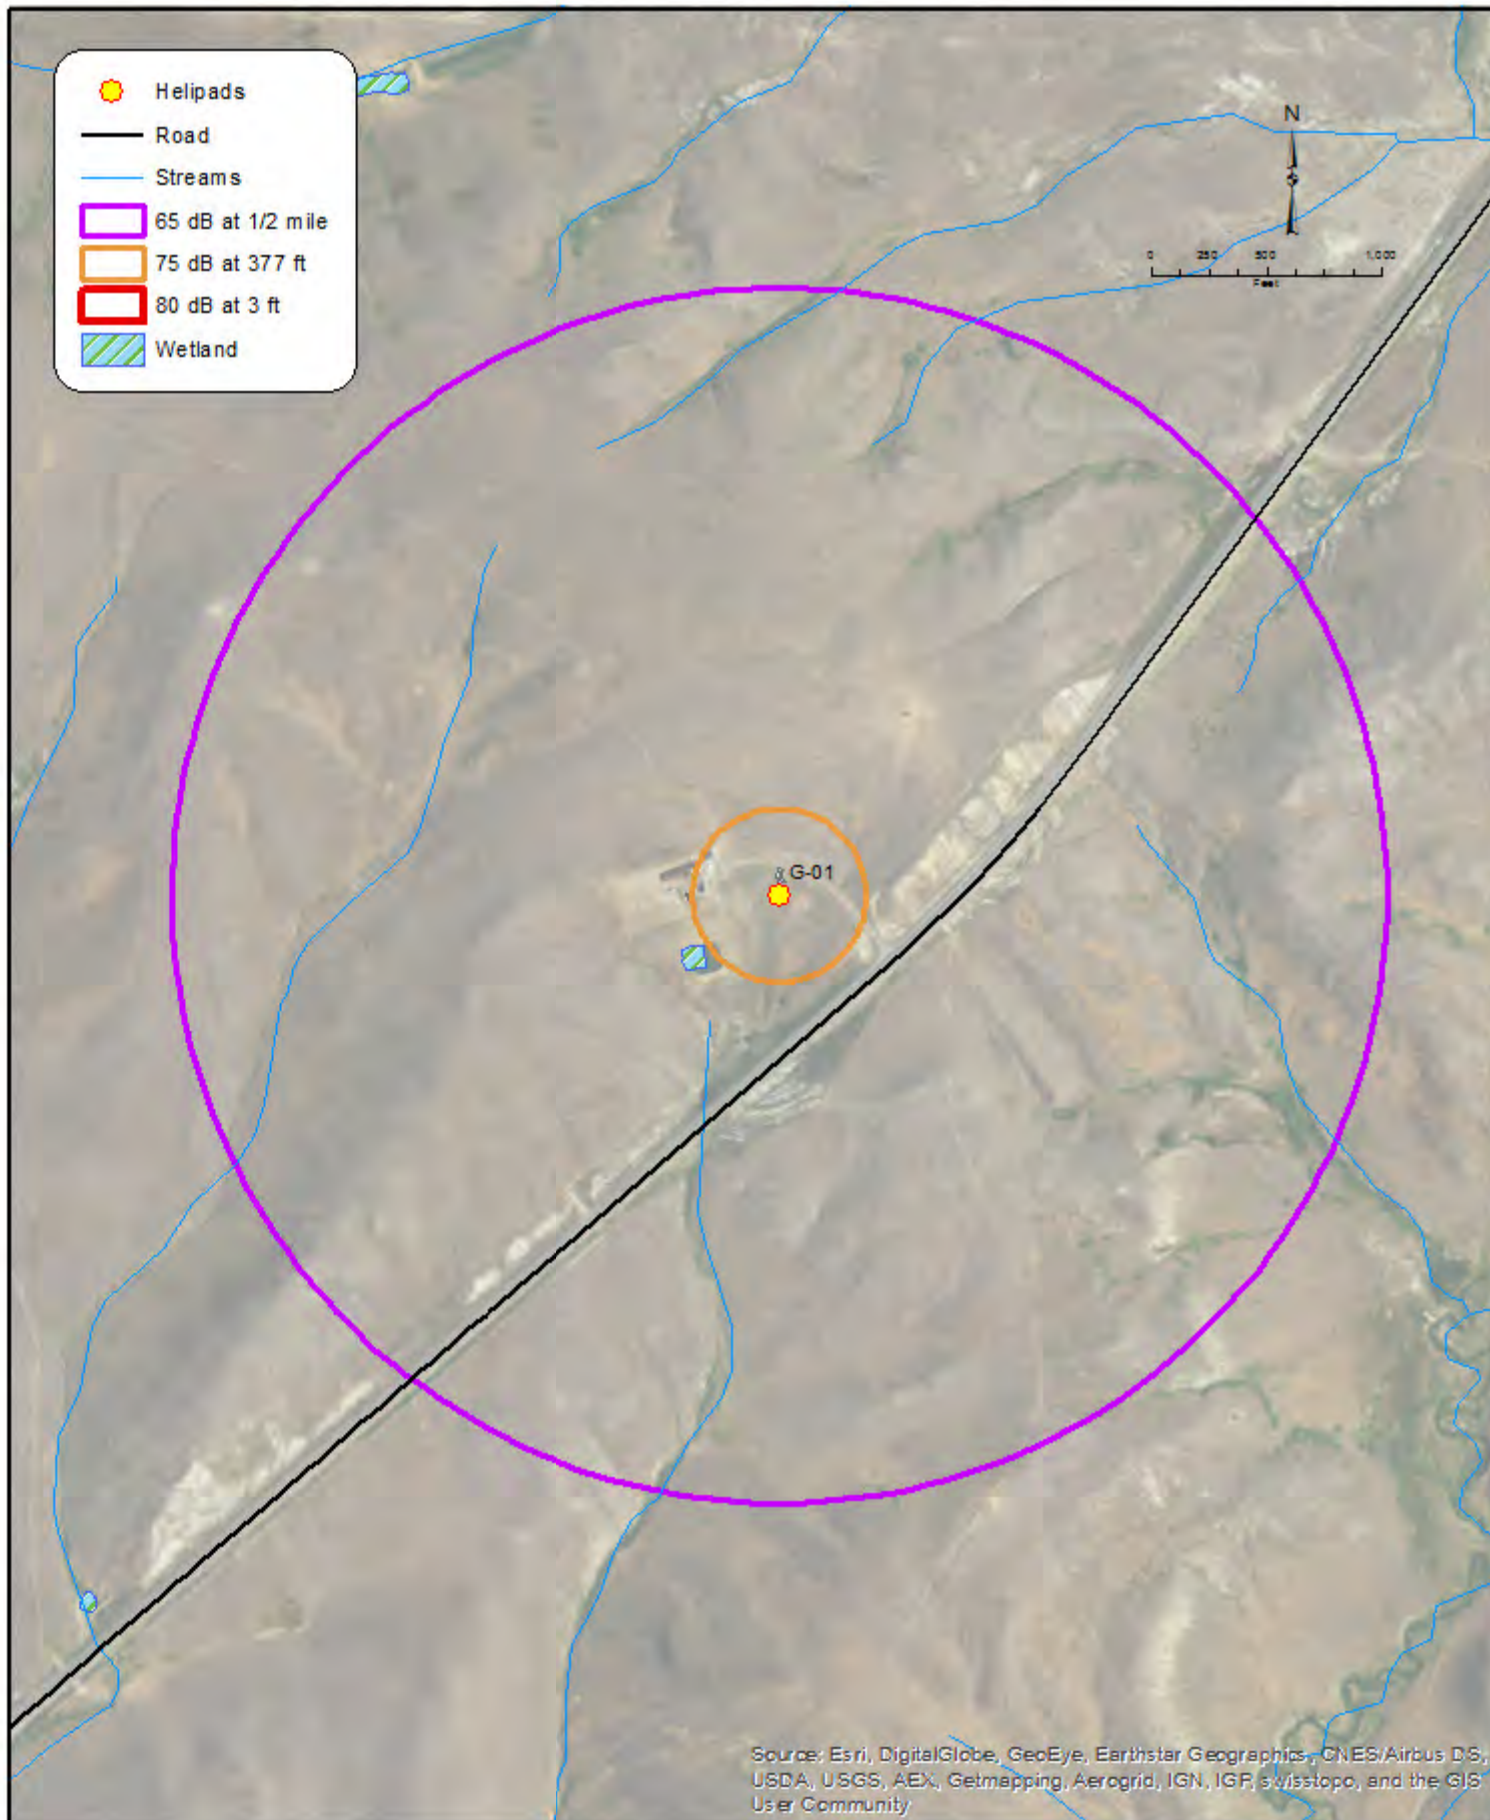 Helipads
Road
Streams
65 dB at 1/2 mile
75 dB at 377 ft
80 dB at 3 ft
Wetland
N
0 250 500 1,000
Feet
G-01
Source: Esri, DigitalGlobe, GeoEye, Earthstar Geographics, CNES/Airbus DS,
USDA, USGS, AEX, Getmapping, Aerogrid, IGN, IGP, swisstopo, and the GIS
User Community